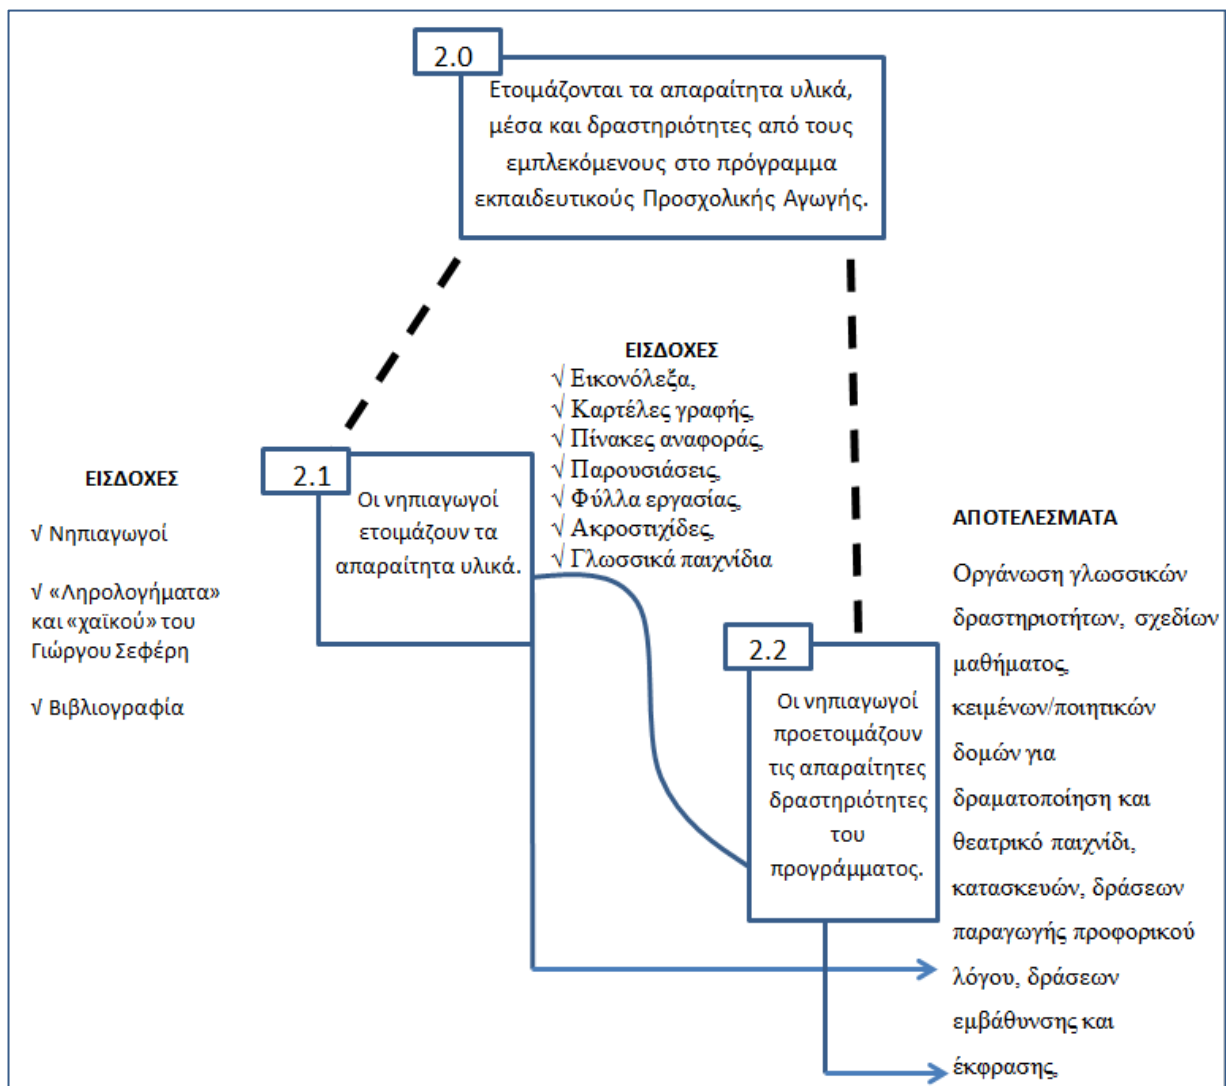 2.0
Ετοιμάζονται τα απαραίτητα υλικά,
μέσα και δραστηριότητες από τους
εμπλεκόμενους στο πρόγραμμα
εκπαιδευτικούς Προσχολικής Αγωγής.
ΕΙΣΔΟΧΕΣ
√ Νηπιαγωγοί
√ «Ληρολογήματα»
και «χαϊκού» του
Γιώργου Σεφέρη
√ Βιβλιογραφία
2.1
Οι νηπιαγωγοί
ετοιμάζουν τα
απαραίτητα υλικά.
ΕΙΣΔΟΧΕΣ
√ Εικονόλεξα,
√ Καρτέλες γραφής,
√ Πίνακες αναφοράς,
√ Παρουσιάσεις,
√ Φύλλα εργασίας,
√ Ακροστιχίδες,
√ Γλωσσικά παιχνίδια
2.2
Οι νηπιαγωγοί
προετοιμάζουν
τις απαραίτητες
δραστηριότητες
του
προγράμματος.
ΑΠΟΤΕΛΕΣΜΑΤΑ
Οργάνωση γλωσσικών
δραστηριοτήτων, σχεδίων
μαθήματος,
κειμένων/ποιητικών
δομών για
δραματοποίηση και
θεατρικό παιχνίδι,
κατασκευών, δράσεων
παραγωγής προφορικού
λόγου, δράσεων
εμβάθυνσης και
έκφρασης,